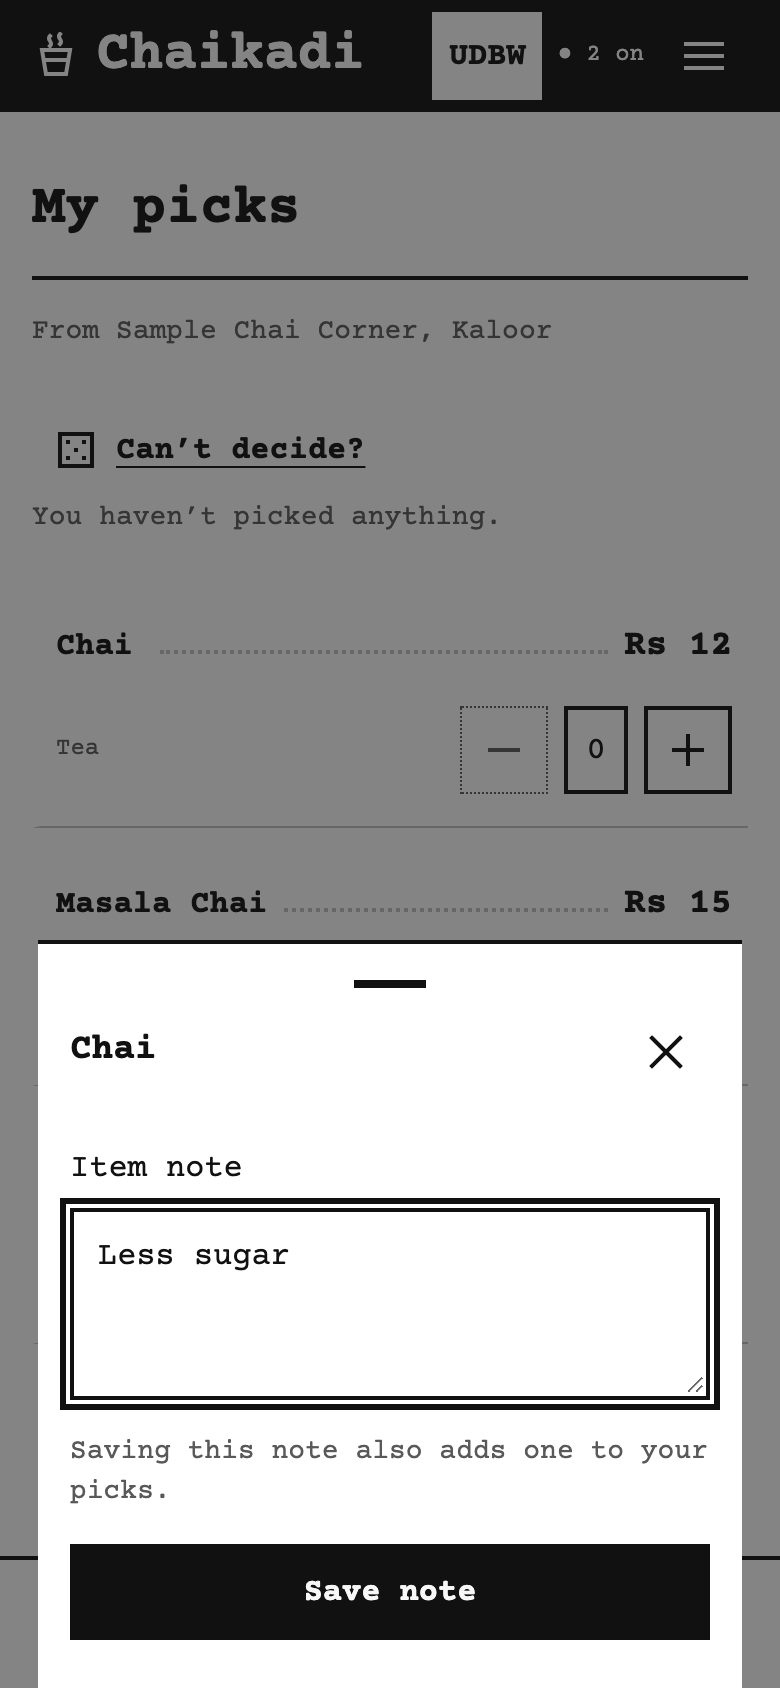 Chaikadi UDBW • 2 on
My picks
From Sample Chai Corner, Kaloor
Can’t decide?
You haven’t picked anything.
Chai Rs 12
Tea 0
Masala Chai Rs 15
Chai
Item note
Less sugar
Saving this note also adds one to your
picks.
Save note